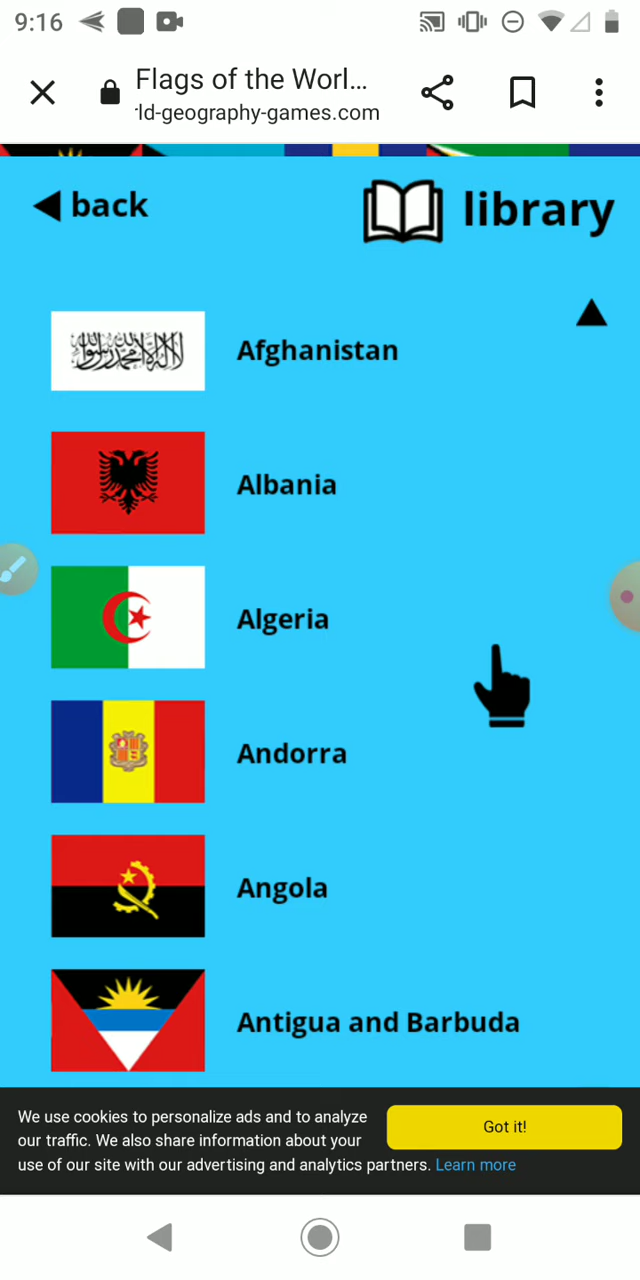 9:16
Flags of the Worl...
rld-geography-games.com
back
library
Afghanistan
Albania
Algeria
Andorra
Angola
Antigua and Barbuda
We use cookies to personalize ads and to analyze
our traffic. We also share information about your
use of our site with our advertising and analytics partners. Learn more
Got it!